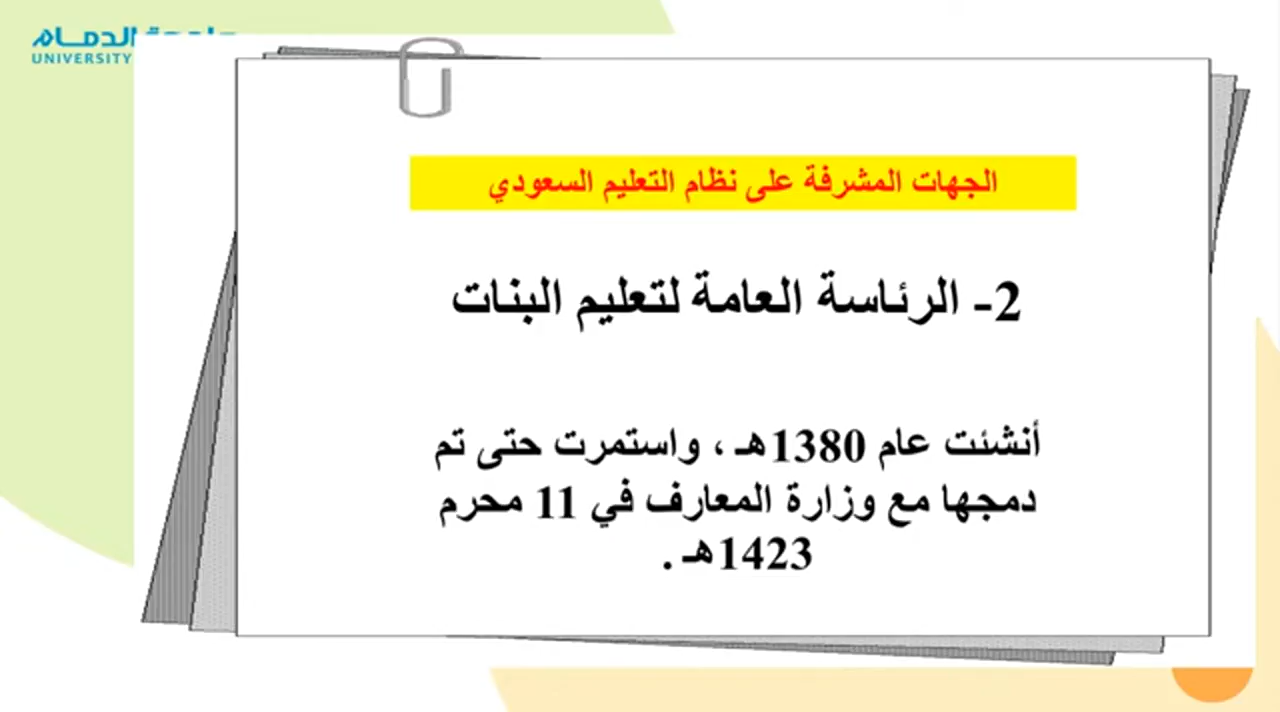 جامعة الدمام
UNIVERSITY
الجهات المشرفة على نظام التعليم السعودي
2- الرئاسة العامة لتعليم البنات
أنشئت عام 1380هـ ، واستمرت حتى تم
دمجها مع وزارة المعارف في 11 محرم
1423هـ .